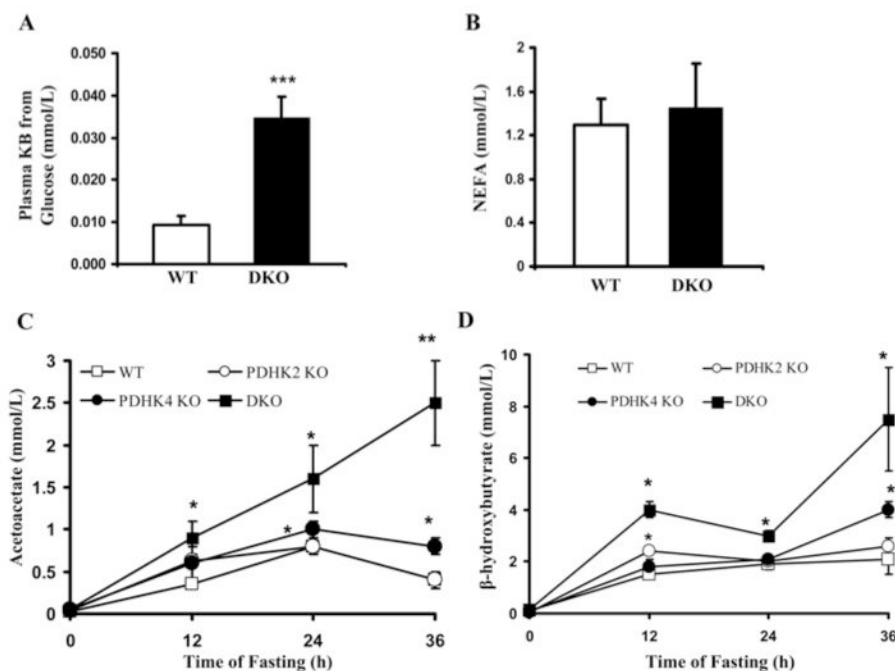 A
Plasma KB from
Glucose (mmol/L)
0.050
0.040
0.030
0.020
0.010
0.000
***
WT DKO
B
NEFA (mmol/L)
2
1.6
1.2
0.8
0.4
0
WT DKO
C
Acetoacetate (mmol/L)
3
2.5
2
1.5
1
0.5
0
WT PDHK2 KO
PDHK4 KO DKO
**
*
*
*
*
0 12 24 36
Time of Fasting (h)
D
β-hydroxybutyrate (mmol/L)
10
8
6
4
2
0
WT PDHK2 KO
PDHK4 KO DKO
*
*
*
*
*
0 12 24 36
Time of Fasting (h)